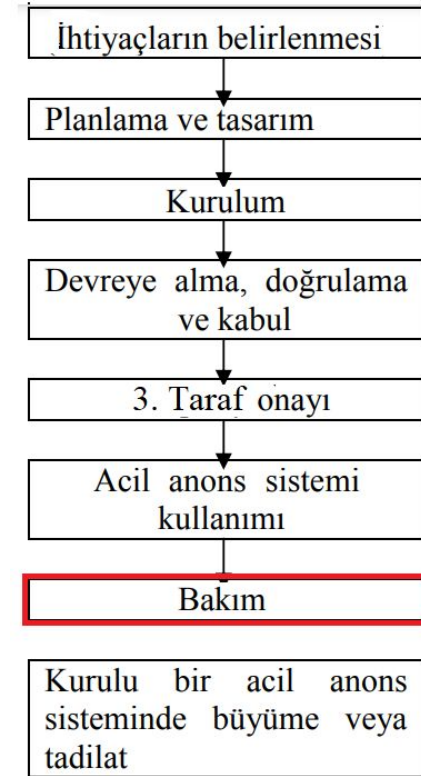 İhtiyaçların belirlenmesi
Planlama ve tasarım
Kurulum
Devreye alma, doğrulama
ve kabul
3. Taraf onayı
Acil anons sistemi
kullanımı
Bakım
Kurulu bir acil anons
sisteminde büyüme veya
tadilat